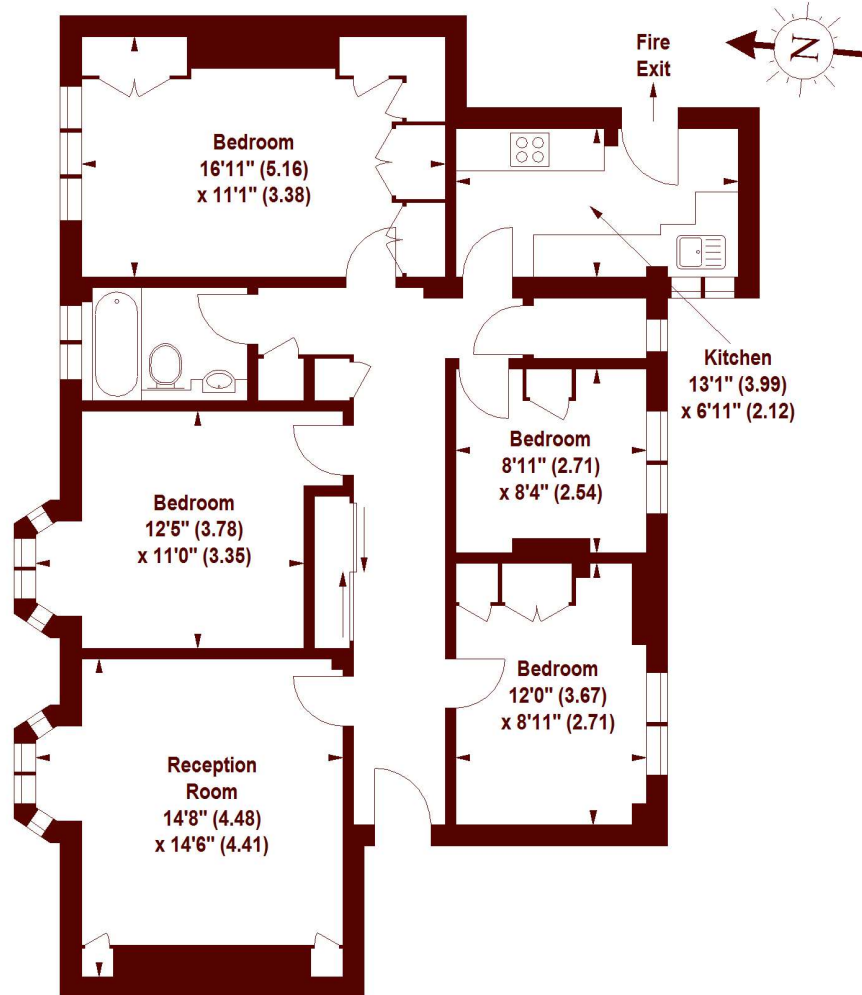 N
Fire
Exit
Bedroom
16'11" (5.16)
x 11'1" (3.38)
Kitchen
13'1" (3.99)
x 6'11" (2.12)
Bedroom
8'11" (2.71)
x 8'4" (2.54)
Bedroom
12'5" (3.78)
x 11'0" (3.35)
Bedroom
12'0" (3.67)
x 8'11" (2.71)
Reception
Room
14'8" (4.48)
x 14'6" (4.41)